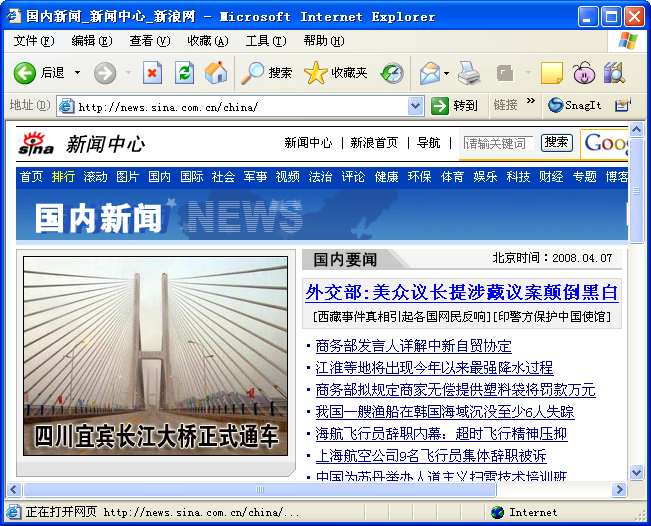 国内新闻_新闻中心_新浪网 - Microsoft Internet Explorer
文件(F) 编辑(E) 查看(V) 收藏(A) 工具(T) 帮助(H)
后退 搜索 收藏夹
地址(D) http://news.sina.com.cn/china/ 转到 链接 » SnagIt
sina 新闻中心 新闻中心 | 新浪首页 | 导航 | 请输关键词 搜索 Goo
首页 排行 滚动 图片 国内 国际 社会 军事 视频 法治 评论 健康 环保 体育 娱乐 科技 财经 专题 博客
国内新闻 NEWS
国内要闻 北京时间：2008.04.07
外交部:美众议长提涉藏议案颠倒黑白
[西藏事件真相引起各国网民反响][印警方保护中国使馆]
· 商务部发言人详解中新自贸协定
· 江淮等地将出现今年以来最强降水过程
· 商务部拟规定商家无偿提供塑料袋将罚款万元
· 我国一艘渔船在韩国海域沉没至少6人失踪
· 海航飞行员辞职内幕：超时飞行精神压抑
· 上海航空公司9名飞行员集体辞职被诉
· 中国为苏丹举办人道主义扫雷技术培训班
四川宜宾长江大桥正式通车
正在打开网页 http://news.sina.com.cn/china/... Internet